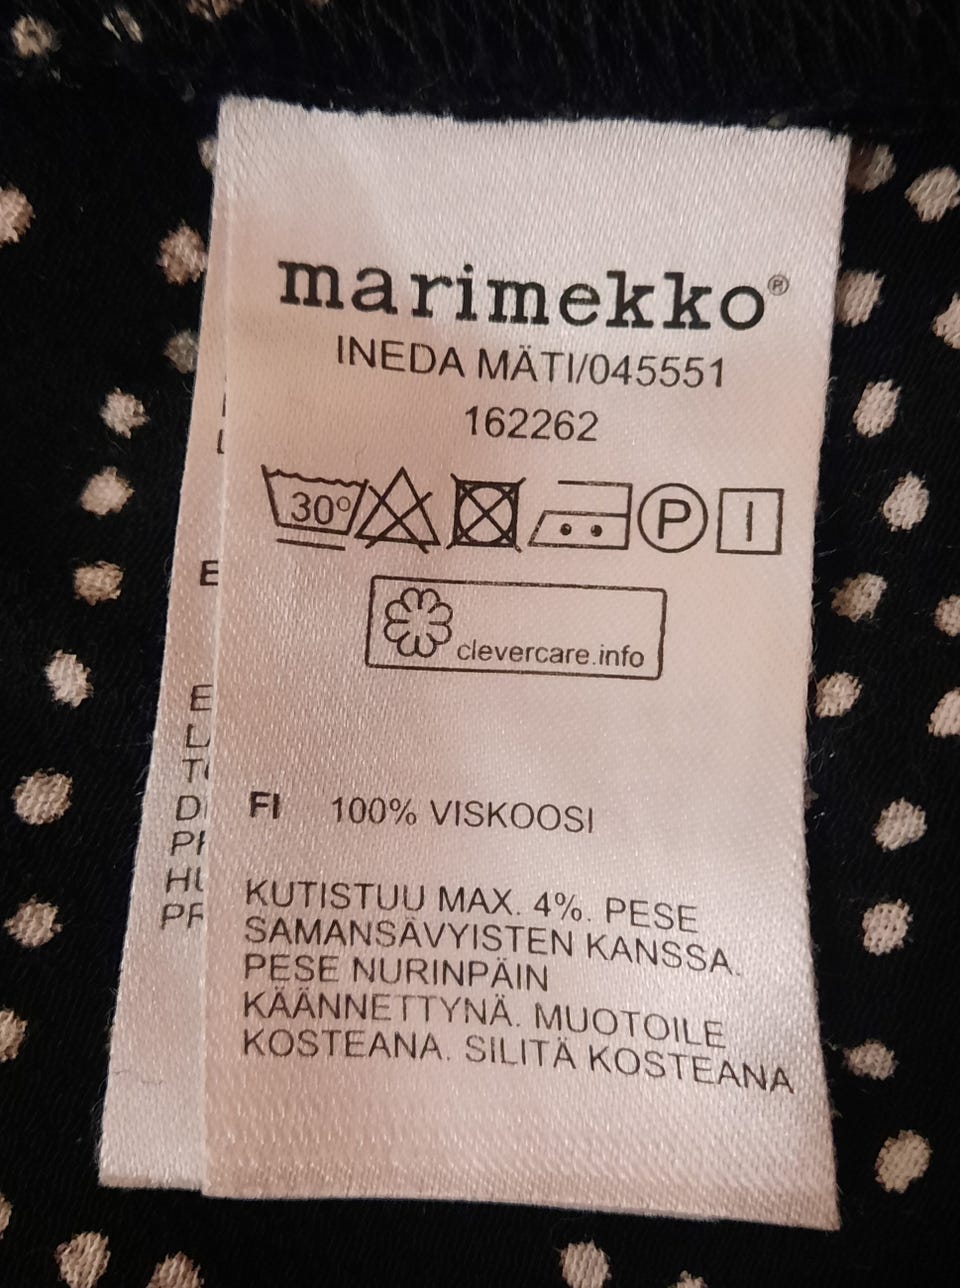 marimekko®
INEDA MÄTI/045551
162262
30°
P
clevercare.info
FI 100% VISKOOSI
KUTISTUU MAX. 4%. PESE
SAMANSÄVYISTEN KANSSA.
PESE NURINPÄIN
KÄÄNNETTYNÄ. MUOTOILE
KOSTEANA. SILITÄ KOSTEANA